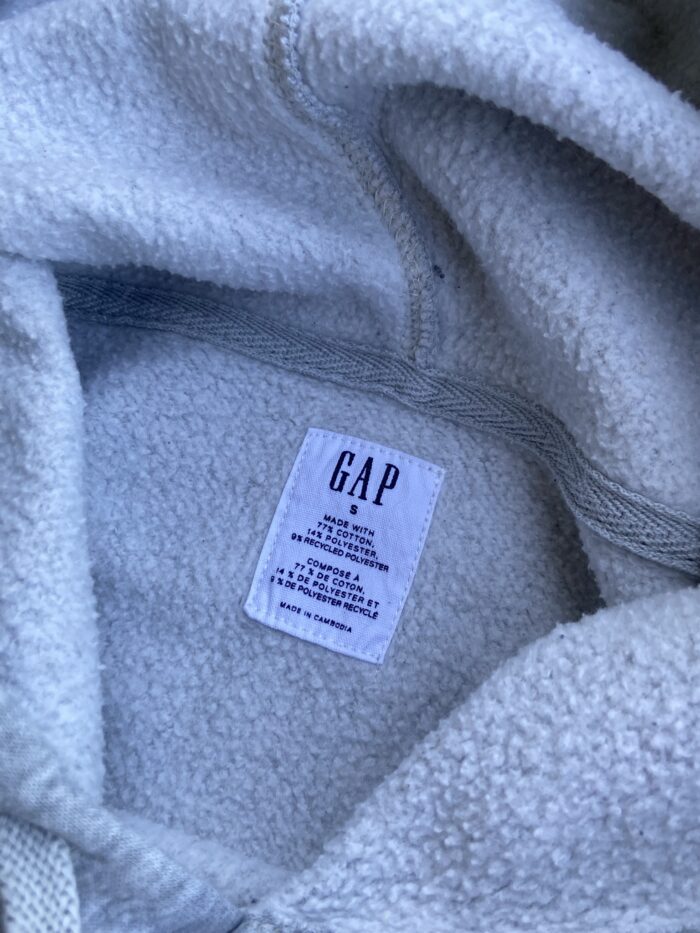 GAP
S
MADE WITH
77% COTTON,
14% POLYESTER,
9% RECYCLED POLYESTER
COMPOSÉ À
77 % DE COTON,
14 % DE POLYESTER ET
9 % DE POLYESTER RECYCLÉ
MADE IN CAMBODIA